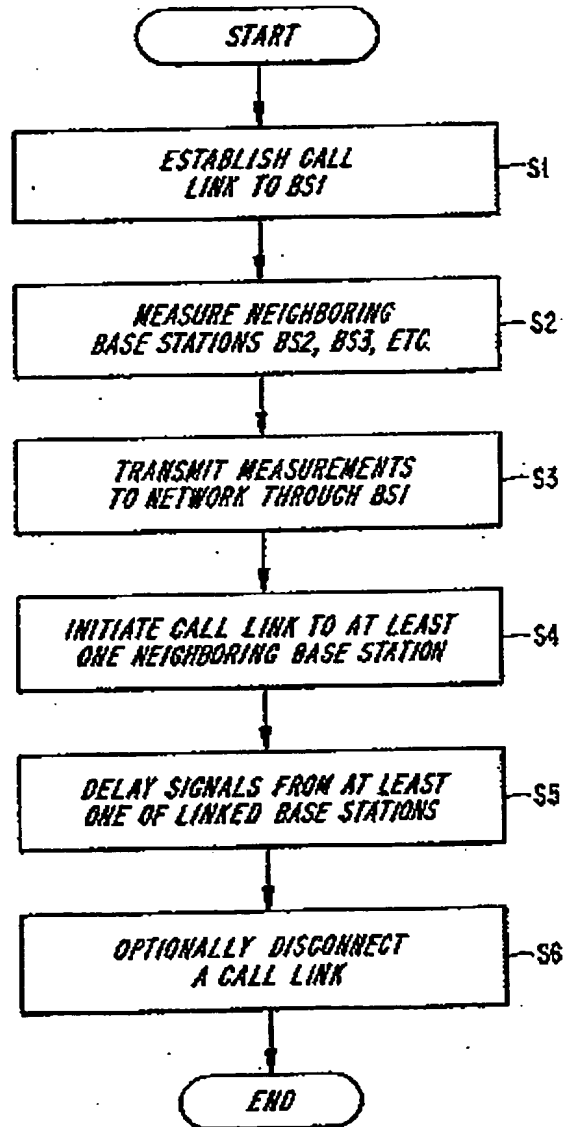 START
ESTABLISH CALL
LINK TO BS1
S1
MEASURE NEIGHBORING
BASE STATIONS BS2, BS3, ETC.
S2
TRANSMIT MEASUREMENTS
TO NETWORK THROUGH BS1
S3
INITIATE CALL LINK TO AT LEAST
ONE NEIGHBORING BASE STATION
S4
DELAY SIGNALS FROM AT LEAST
ONE OF LINKED BASE STATIONS
S5
OPTIONALLY DISCONNECT
A CALL LINK
S6
END